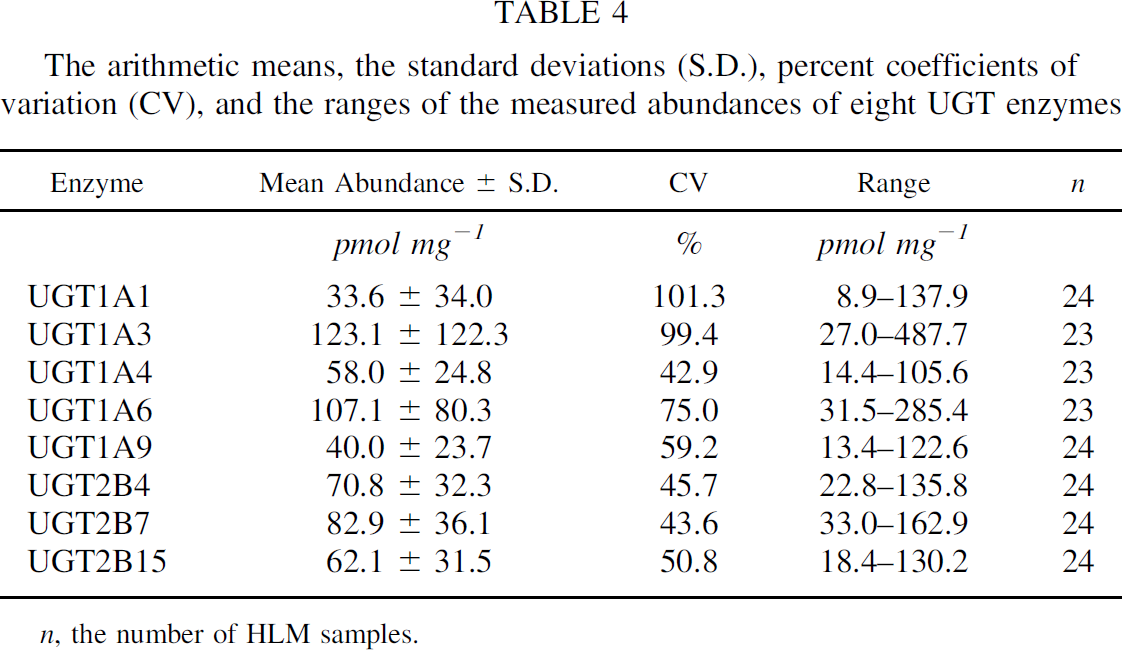 TABLE 4
The arithmetic means, the standard deviations (S.D.), percent coefficients of
variation (CV), and the ranges of the measured abundances of eight UGT enzymes
Enzyme Mean Abundance ± S.D. CV Range n
pmol mg−1 % pmol mg−1
UGT1A1 33.6 ± 34.0 101.3 8.9–137.9 24
UGT1A3 123.1 ± 122.3 99.4 27.0–487.7 23
UGT1A4 58.0 ± 24.8 42.9 14.4–105.6 23
UGT1A6 107.1 ± 80.3 75.0 31.5–285.4 23
UGT1A9 40.0 ± 23.7 59.2 13.4–122.6 24
UGT2B4 70.8 ± 32.3 45.7 22.8–135.8 24
UGT2B7 82.9 ± 36.1 43.6 33.0–162.9 24
UGT2B15 62.1 ± 31.5 50.8 18.4–130.2 24
n, the number of HLM samples.